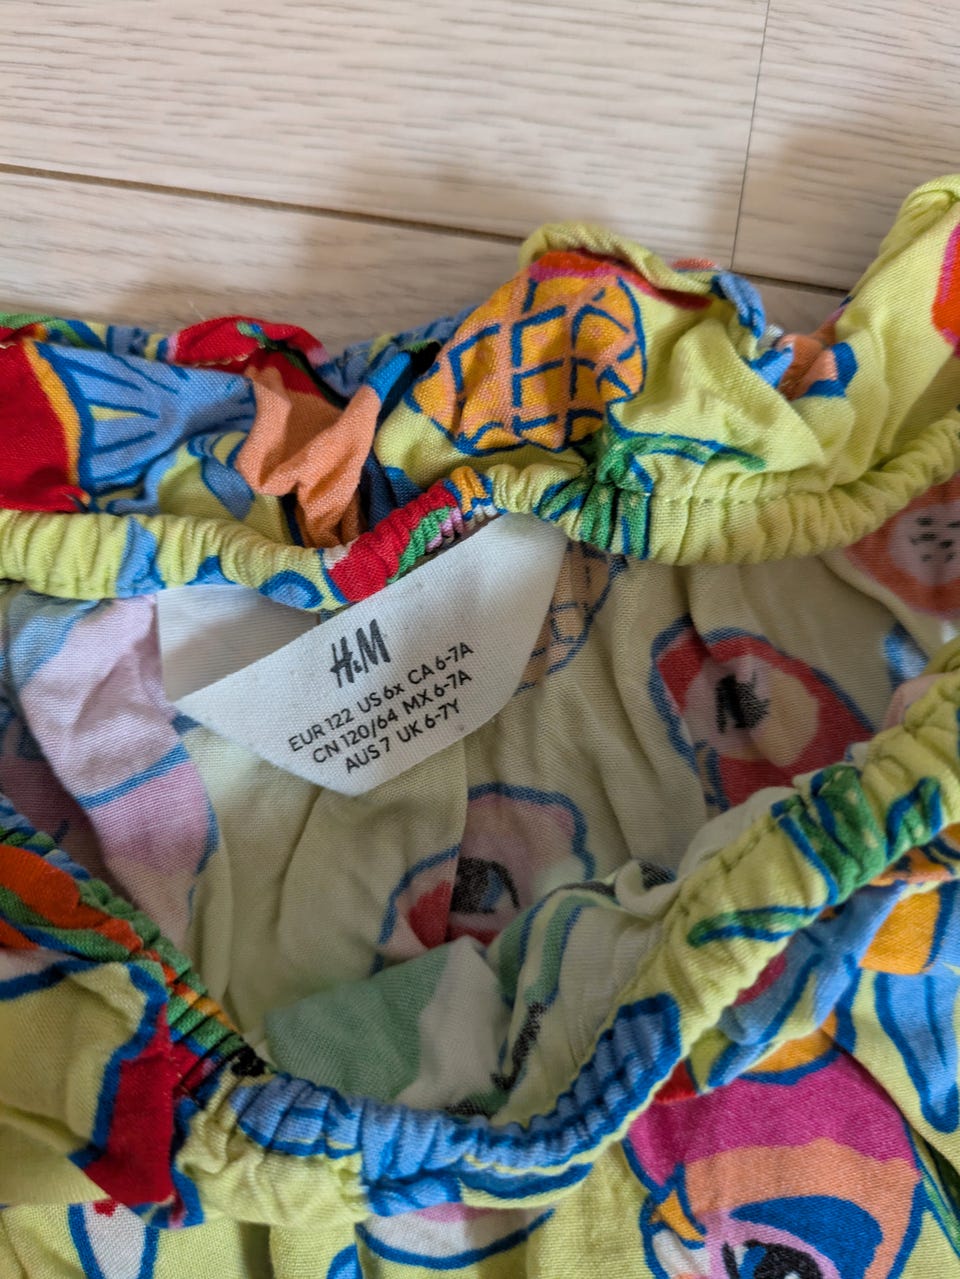 H&M
EUR 122 US 6x CA 6-7A
CN 120/64 MX 6-7A
AUS 7 UK 6-7Y